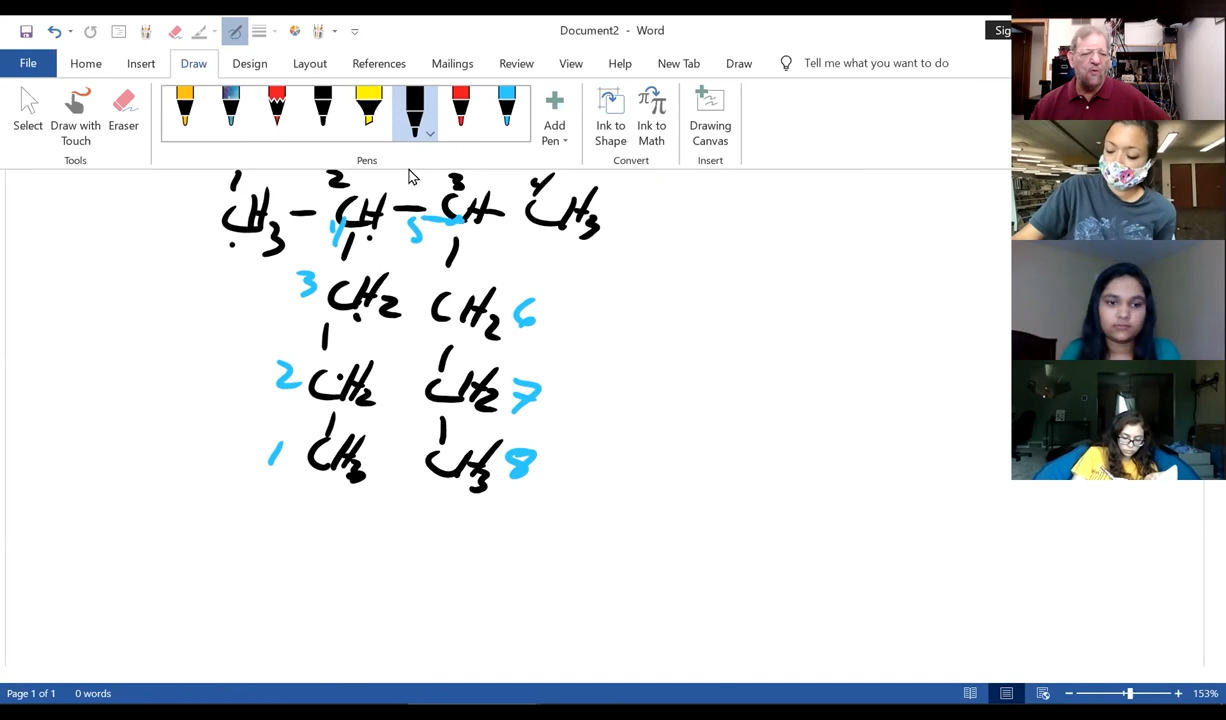 Document2 - Word
Sig
File Home Insert Draw Design Layout References Mailings Review View Help New Tab Draw Tell me what you want to do
Select Draw with Touch Eraser Add Pen Ink to Shape Ink to Math Drawing Canvas
Tools Pens Convert Insert
1 2 3 4
CH3 - CH - CH - CH3
4 5
3 CH2 CH2 6
2 CH2 CH2 7
1 CH3 CH3 8
Page 1 of 1 0 words 153%